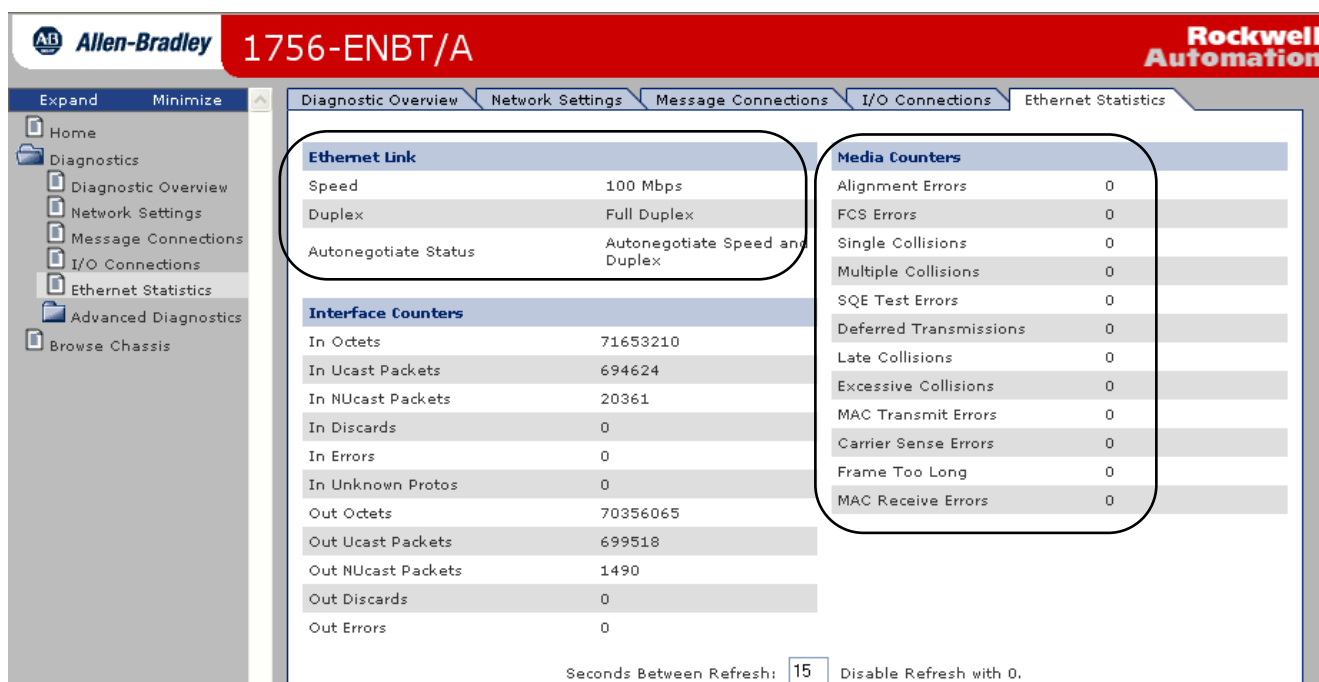 AB Allen-Bradley
1756-ENBT/A
Rockwell
Automation
Expand Minimize
Home
Diagnostics
Diagnostic Overview
Network Settings
Message Connections
I/O Connections
Ethernet Statistics
Advanced Diagnostics
Browse Chassis
Diagnostic Overview Network Settings Message Connections I/O Connections Ethernet Statistics
Ethernet Link
Speed 100 Mbps
Duplex Full Duplex
Autonegotiate Status Autonegotiate Speed and
Duplex
Interface Counters
In Octets 71653210
In Ucast Packets 694624
In NUcast Packets 20361
In Discards 0
In Errors 0
In Unknown Protos 0
Out Octets 70356065
Out Ucast Packets 699518
Out NUcast Packets 1490
Out Discards 0
Out Errors 0
Media Counters
Alignment Errors 0
FCS Errors 0
Single Collisions 0
Multiple Collisions 0
SQE Test Errors 0
Deferred Transmissions 0
Late Collisions 0
Excessive Collisions 0
MAC Transmit Errors 0
Carrier Sense Errors 0
Frame Too Long 0
MAC Receive Errors 0
Seconds Between Refresh: 15 Disable Refresh with 0.